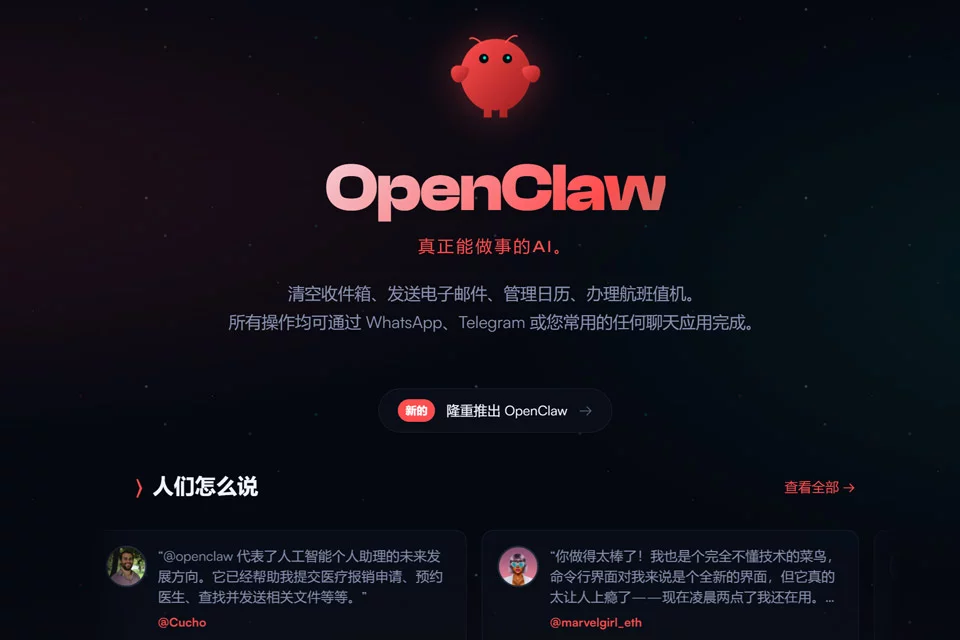 OpenClaw
真正能做事的AI。
清空收件箱、发送电子邮件、管理日历、办理航班值机。
所有操作均可通过 WhatsApp、Telegram 或您常用的任何聊天应用完成。
新的 隆重推出 OpenClaw →
〉人们怎么说
查看全部 →
“@openclaw 代表了人工智能个人助理的未来发
展方向。它已经帮助我提交医疗报销申请、预约
医生、查找并发送相关文件等等。”
@Cucho
“你做得太棒了！我也是个完全不懂技术的菜鸟，
命令行界面对我来说是个全新的界面，但它真的
太让人上瘾了——现在凌晨两点了我还在用。...
@marvelgirl_eth